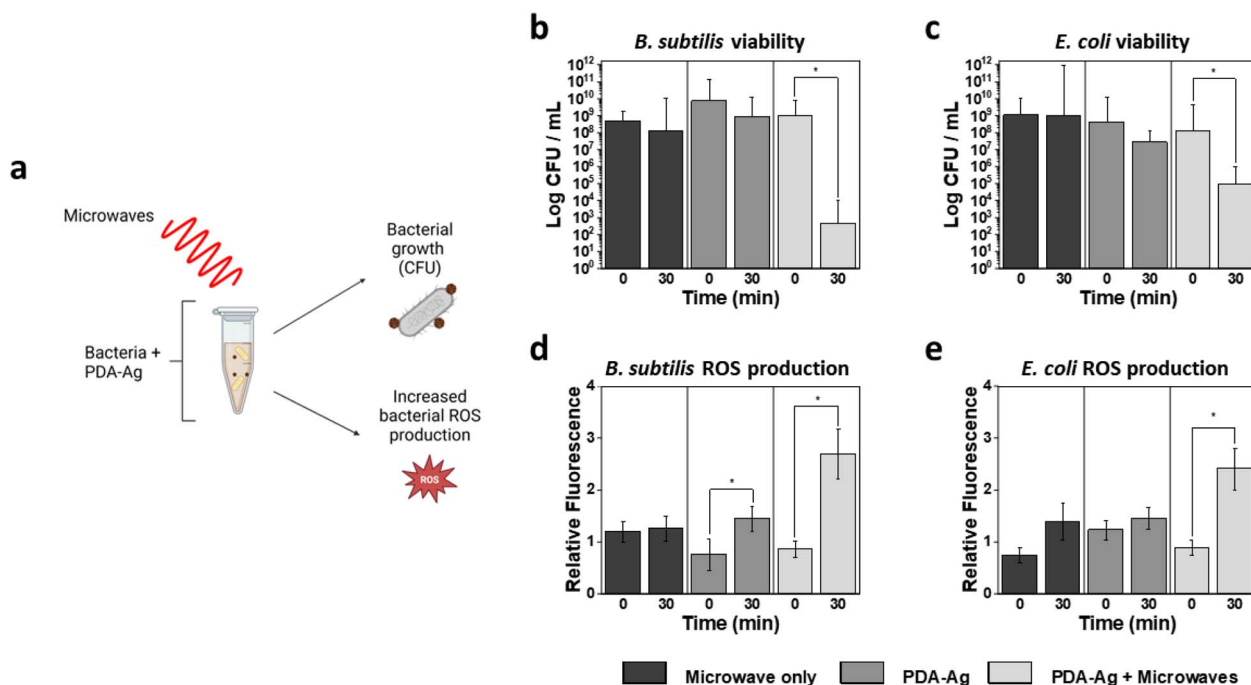 a
Microwaves
Bacteria +
PDA-Ag
Bacterial
growth
(CFU)
Increased
bacterial ROS
production
ROS
b
B. subtilis viability
Log CFU / mL
10¹²
10¹¹
10¹⁰
10⁹
10⁸
10⁷
10⁶
10⁵
10⁴
10³
10²
10¹
10⁰
*
0 30 0 30 0 30
Time (min)
c
E. coli viability
Log CFU / mL
10¹²
10¹¹
10¹⁰
10⁹
10⁸
10⁷
10⁶
10⁵
10⁴
10³
10²
10¹
10⁰
*
0 30 0 30 0 30
Time (min)
d
B. subtilis ROS production
Relative Fluorescence
4
3
2
1
0
*
*
0 30 0 30 0 30
Time (min)
e
E. coli ROS production
Relative Fluorescence
4
3
2
1
0
*
0 30 0 30 0 30
Time (min)
Microwave only PDA-Ag PDA-Ag + Microwaves